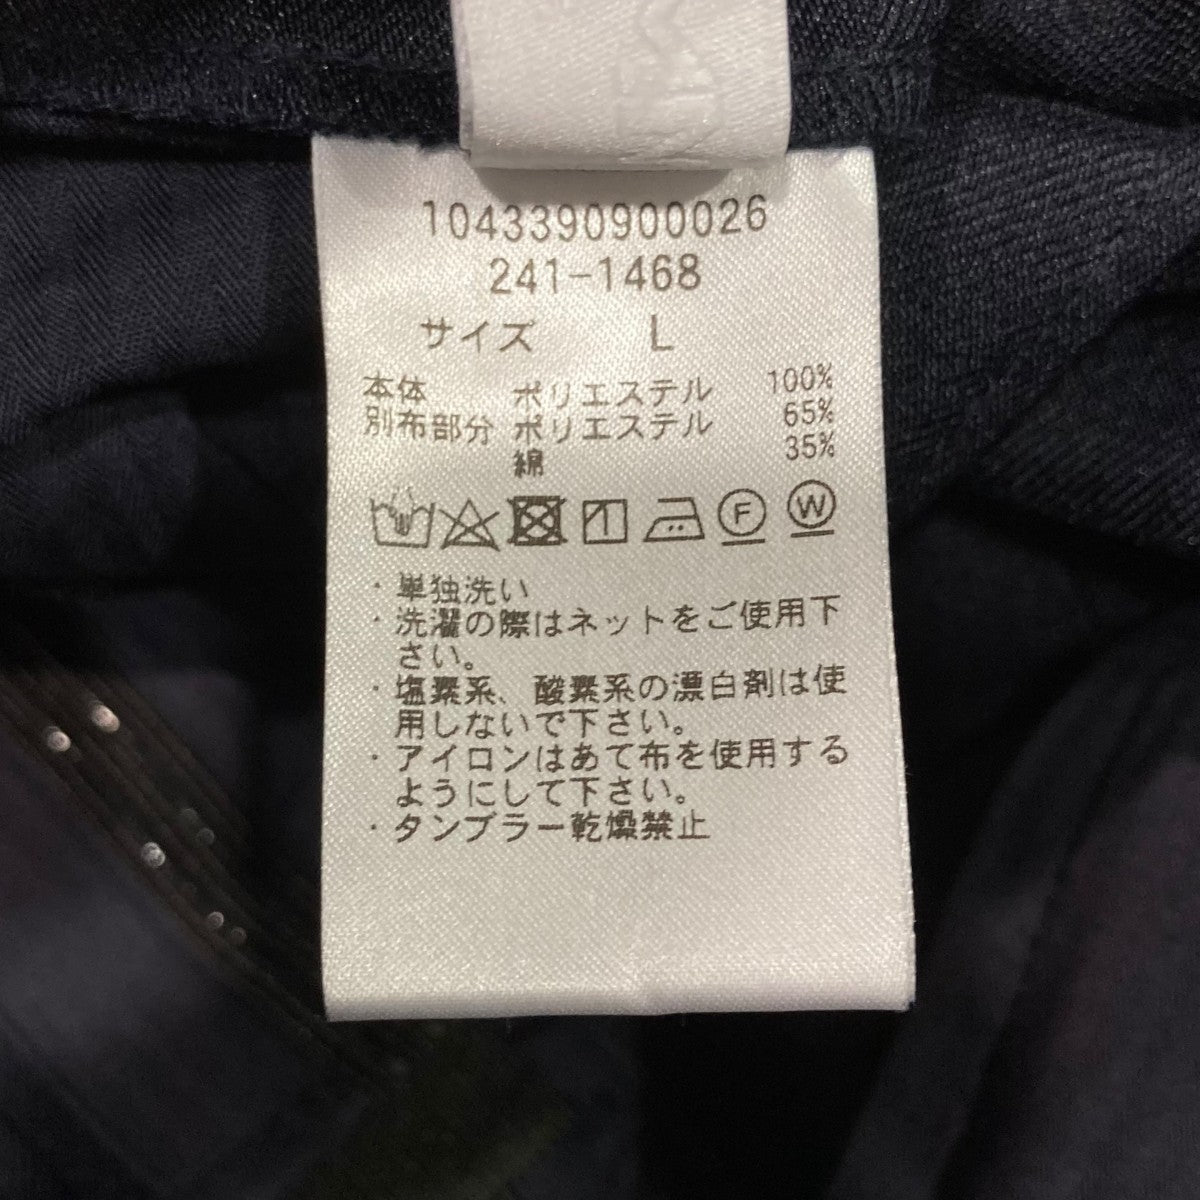 1043390900026
241-1468
サイズ L
本体 ポリエステル 100%
別布部分 ポリエステル 65%
綿 35%
F W
・単独洗い
・洗濯の際はネットをご使用下
さい。
・塩素系、酸素系の漂白剤は使
用しないで下さい。
・アイロンはあて布を使用する
ようにして下さい。
・タンブラー乾燥禁止